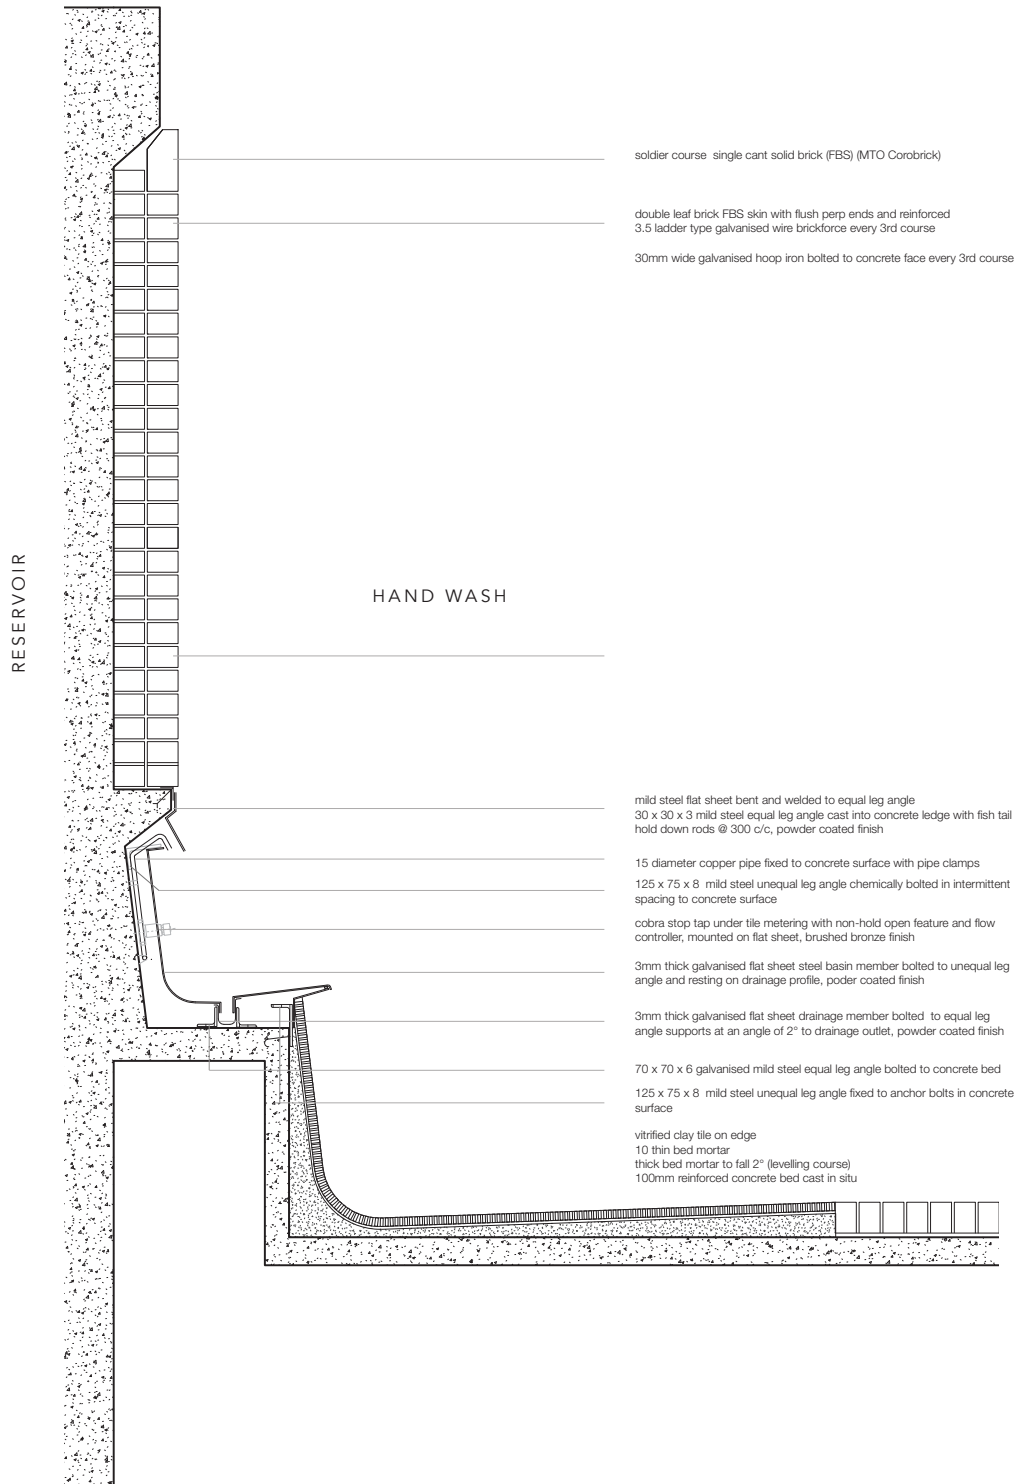 soldier course single cant solid brick (FBS) (MTO Corobrick)
double leaf brick FBS skin with flush perp ends and reinforced
3.5 ladder type galvanised wire brickforce every 3rd course
30mm wide galvanised hoop iron bolted to concrete face every 3rd course
RESERVOIR
HAND WASH
mild steel flat sheet bent and welded to equal leg angle
30 x 30 x 3 mild steel equal leg angle cast into concrete ledge with fish tail
hold down rods @ 300 c/c, powder coated finish
15 diameter copper pipe fixed to concrete surface with pipe clamps
125 x 75 x 8 mild steel unequal leg angle chemically bolted in intermittent
spacing to concrete surface
cobra stop tap under tile metering with non-hold open feature and flow
controller, mounted on flat sheet, brushed bronze finish
3mm thick galvanised flat sheet steel basin member bolted to unequal leg
angle and resting on drainage profile, poder coated finish
3mm thick galvanised flat sheet drainage member bolted to equal leg
angle supports at an angle of 2° to drainage outlet, powder coated finish
70 x 70 x 6 galvanised mild steel equal leg angle bolted to concrete bed
125 x 75 x 8 mild steel unequal leg angle fixed to anchor bolts in concrete
surface
vitrified clay tile on edge
10 thin bed mortar
thick bed mortar to fall 2° (levelling course)
100mm reinforced concrete bed cast in situ